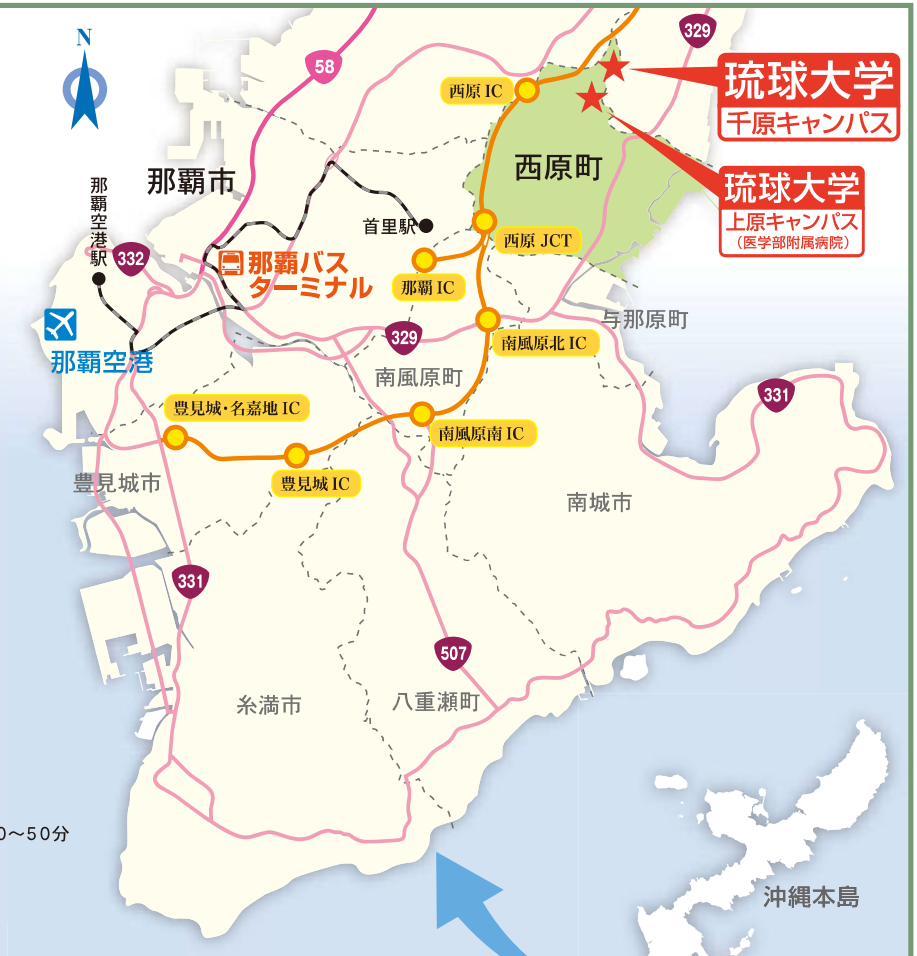 N
58
329
西原 IC
琉球大学
千原キャンパス
西原町
琉球大学
上原キャンパス
(医学部附属病院)
那覇市
那覇空港駅
首里駅
332
那覇バス
ターミナル
西原 JCT
那覇 IC
与那原町
329
南風原北 IC
那覇空港
南風原町
331
豊見城・名嘉地 IC
南風原南 IC
豊見城市
豊見城 IC
南城市
331
507
糸満市
八重瀬町
0～50分
沖縄本島